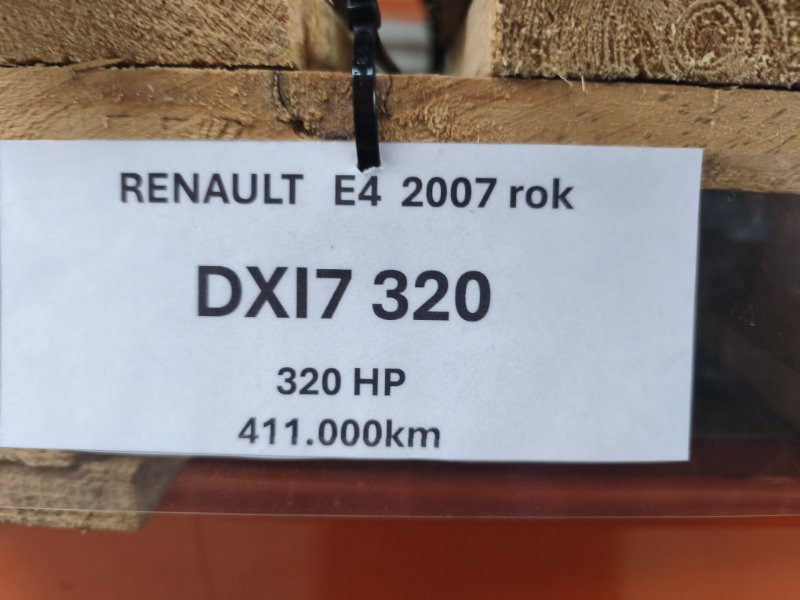 RENAULT E4 2007 rok
DXI7 320
320 HP
411.000km